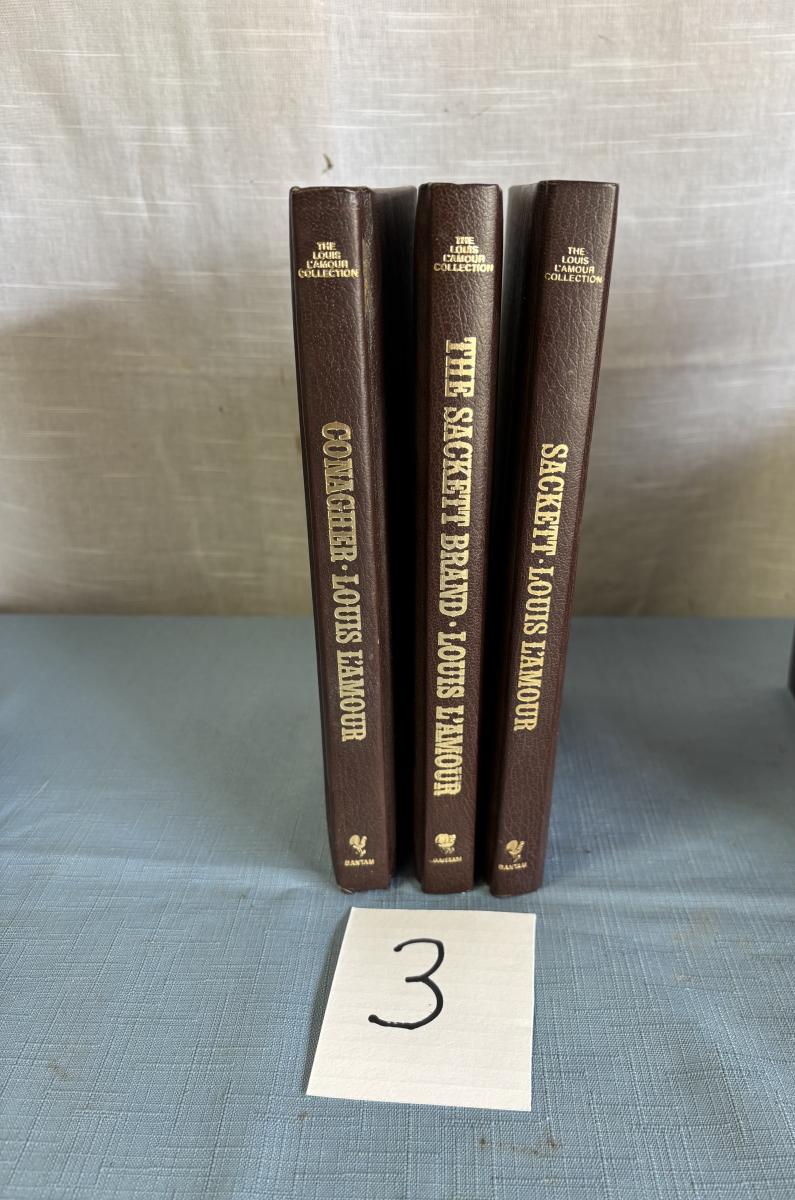 THE
LOUIS
L'AMOUR
COLLECTION
CONAGHER · LOUIS L'AMOUR
BANTAM
THE
LOUIS
L'AMOUR
COLLECTION
THE SACKETT BRAND · LOUIS L'AMOUR
BANTAM
THE
LOUIS
L'AMOUR
COLLECTION
SACKETT · LOUIS L'AMOUR
BANTAM
3